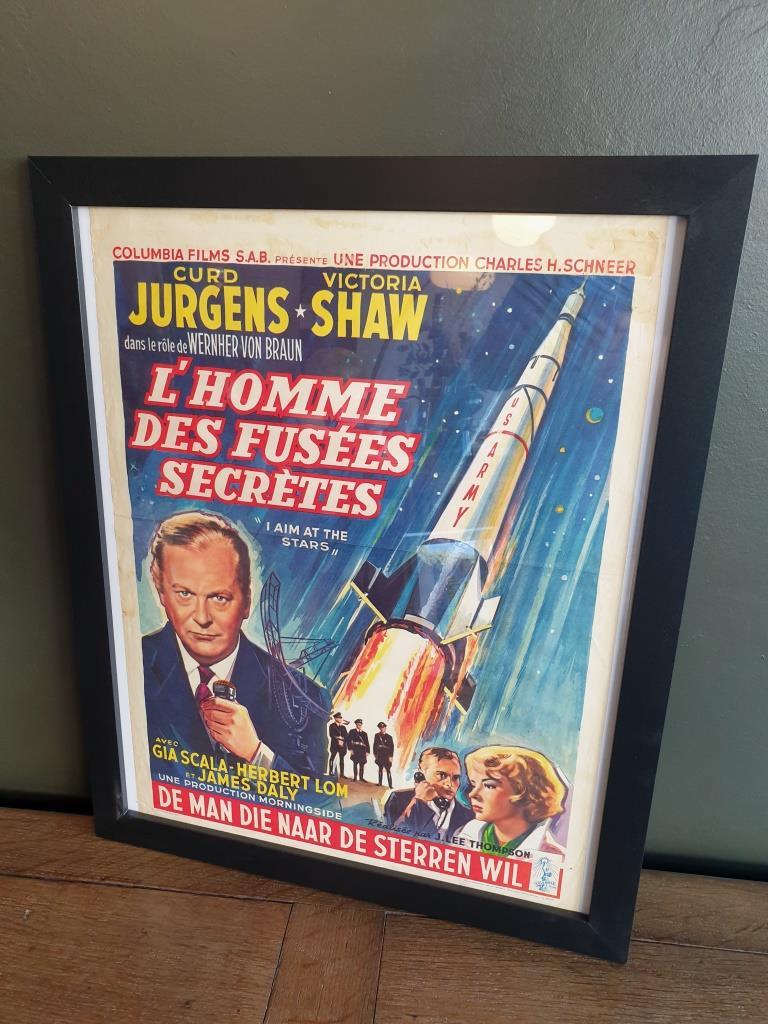 COLUMBIA FILMS S.A.B. PRÉSENTE UNE PRODUCTION CHARLES H. SCHNEER
CURD VICTORIA
JURGENS ★ SHAW
dans le rôle de WERNHER VON BRAUN
L'HOMME
DES FUSÉES
SECRÈTES
"I AIM AT THE
STARS"
US ARMY
AVEC
GIA SCALA - HERBERT LOM
ET JAMES DALY
UNE PRODUCTION MORNINGSIDE
Réalisée par J. LEE THOMPSON
DE MAN DIE NAAR DE STERREN WIL